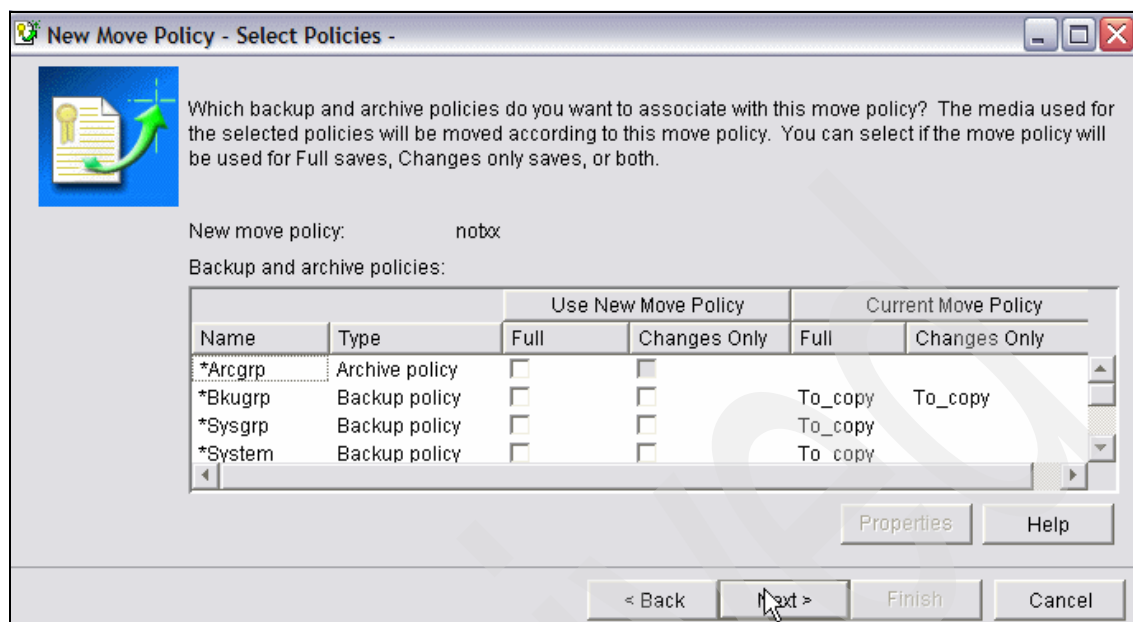 New Move Policy - Select Policies -
Which backup and archive policies do you want to associate with this move policy? The media used for
the selected policies will be moved according to this move policy. You can select if the move policy will
be used for Full saves, Changes only saves, or both.
New move policy: notxx
Backup and archive policies:
Use New Move Policy Current Move Policy
Name Type Full Changes Only Full Changes Only
*Arcgrp Archive policy
*Bkugrp Backup policy To_copy To_copy
*Sysgrp Backup policy To_copy
*System Backup policy To_copy
Properties Help
< Back Next > Finish Cancel